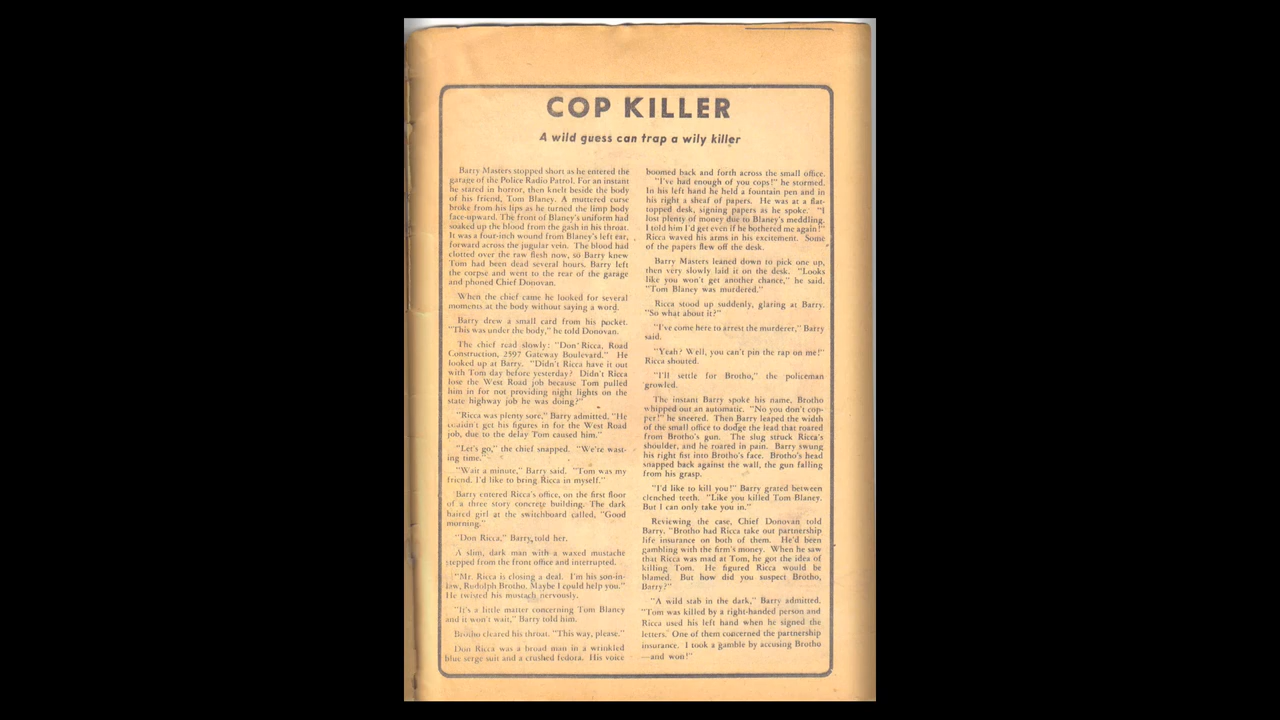 COP KILLER
A wild guess can trap a wily killer
Barry Masters stopped short as he entered the
garage of the Police Radio Patrol. For an instant
he stared in horror, then knelt beside the body
of his friend, Tom Blaney. A muttered curse
broke from his lips as he turned the limp body
face-upward. The front of Blaney's uniform had
soaked up the blood from the gash in his throat.
It was a four-inch wound from Blaney's left ear,
forward across the jugular vein. The blood had
clotted over the raw flesh now, so Barry knew
Tom had been dead several hours. Barry left
the corpse and went to the rear of the garage
and phoned Chief Donovan.
When the chief came he looked for several
moments at the body without saying a word.
Barry drew a small card from his pocket.
"This was under the body," he told Donovan.
The chief read slowly: "Don Ricca, Road
Construction, 2597 Gateway Boulevard." He
looked up at Barry. "Didn't Ricca have it out
with Tom day before yesterday? Didn't Ricca
lose the West Road job because Tom pulled
him in for not providing night lights on the
state highway job he was doing?"
"Ricca was plenty sore," Barry admitted, "He
couldn't get his figures in for the West Road
job, due to the delay Tom caused him."
"Let's go," the chief snapped. "We're wast-
ing time."
"Wait a minute," Barry said. "Tom was my
friend. I'd like to bring Ricca in myself."
Barry entered Ricca's office, on the first floor
of a three story concrete building. The dark
haired girl at the switchboard called, "Good
morning."
"Don Ricca," Barry told her.
A slim, dark man with a waxed mustache
stepped from the front office and interrupted.
"Mr. Ricca is closing a deal. I'm his son-in-
law, Rudolph Brotho. Maybe I could help you."
He twisted his mustach nervously.
"It's a little matter concerning Tom Blaney
and it won't wait," Barry told him.
Brotho cleared his throat. "This way, please."
Don Ricca was a broad man in a wrinkled
blue serge suit and a crushed fedora. His voice
boomed back and forth across the small office.
"I've had enough of you cops!" he stormed.
In his left hand he held a fountain pen and in
his right a sheaf of papers. He was at a flat-
topped desk, signing papers as he spoke. "I
lost plenty of money due to Blaney's meddling.
I told him I'd get even if he bothered me again!"
Ricca waved his arms in his excitement. Some
of the papers flew off the desk.
Barry Masters leaned down to pick one up,
then very slowly laid it on the desk. "Looks
like you won't get another chance," he said.
"Tom Blaney was murdered."
Ricca stood up suddenly, glaring at Barry.
"So what about it?"
"I've come here to arrest the murderer," Barry
said.
"Yeah? Well, you can't pin the rap on me!"
Ricca shouted.
"I'll settle for Brotho," the policeman
growled.
The instant Barry spoke his name, Brotho
whipped out an automatic. "No you don't cop-
per!" he sneered. Then Barry leaped the width
of the small office to dodge the lead that roared
from Brotho's gun. The slug struck Ricca's
shoulder, and he roared in pain. Barry swung
his right fist into Brotho's face. Brotho's head
snapped back against the wall, the gun falling
from his grasp.
"I'd like to kill you!" Barry grated between
clenched teeth. "Like you killed Tom Blaney.
But I can only take you in."
Reviewing the case, Chief Donovan told
Barry, "Brotho had Ricca take out partnership
life insurance on both of them. He'd been
gambling with the firm's money. When he saw
that Ricca was mad at Tom, he got the idea of
killing Tom. He figured Ricca would be
blamed. But how did you suspect Brotho,
Barry?"
"A wild stab in the dark," Barry admitted.
"Tom was killed by a right-handed person and
Ricca used his left hand when he signed the
letters. One of them concerned the partnership
insurance. I took a gamble by accusing Brotho
—and won!"